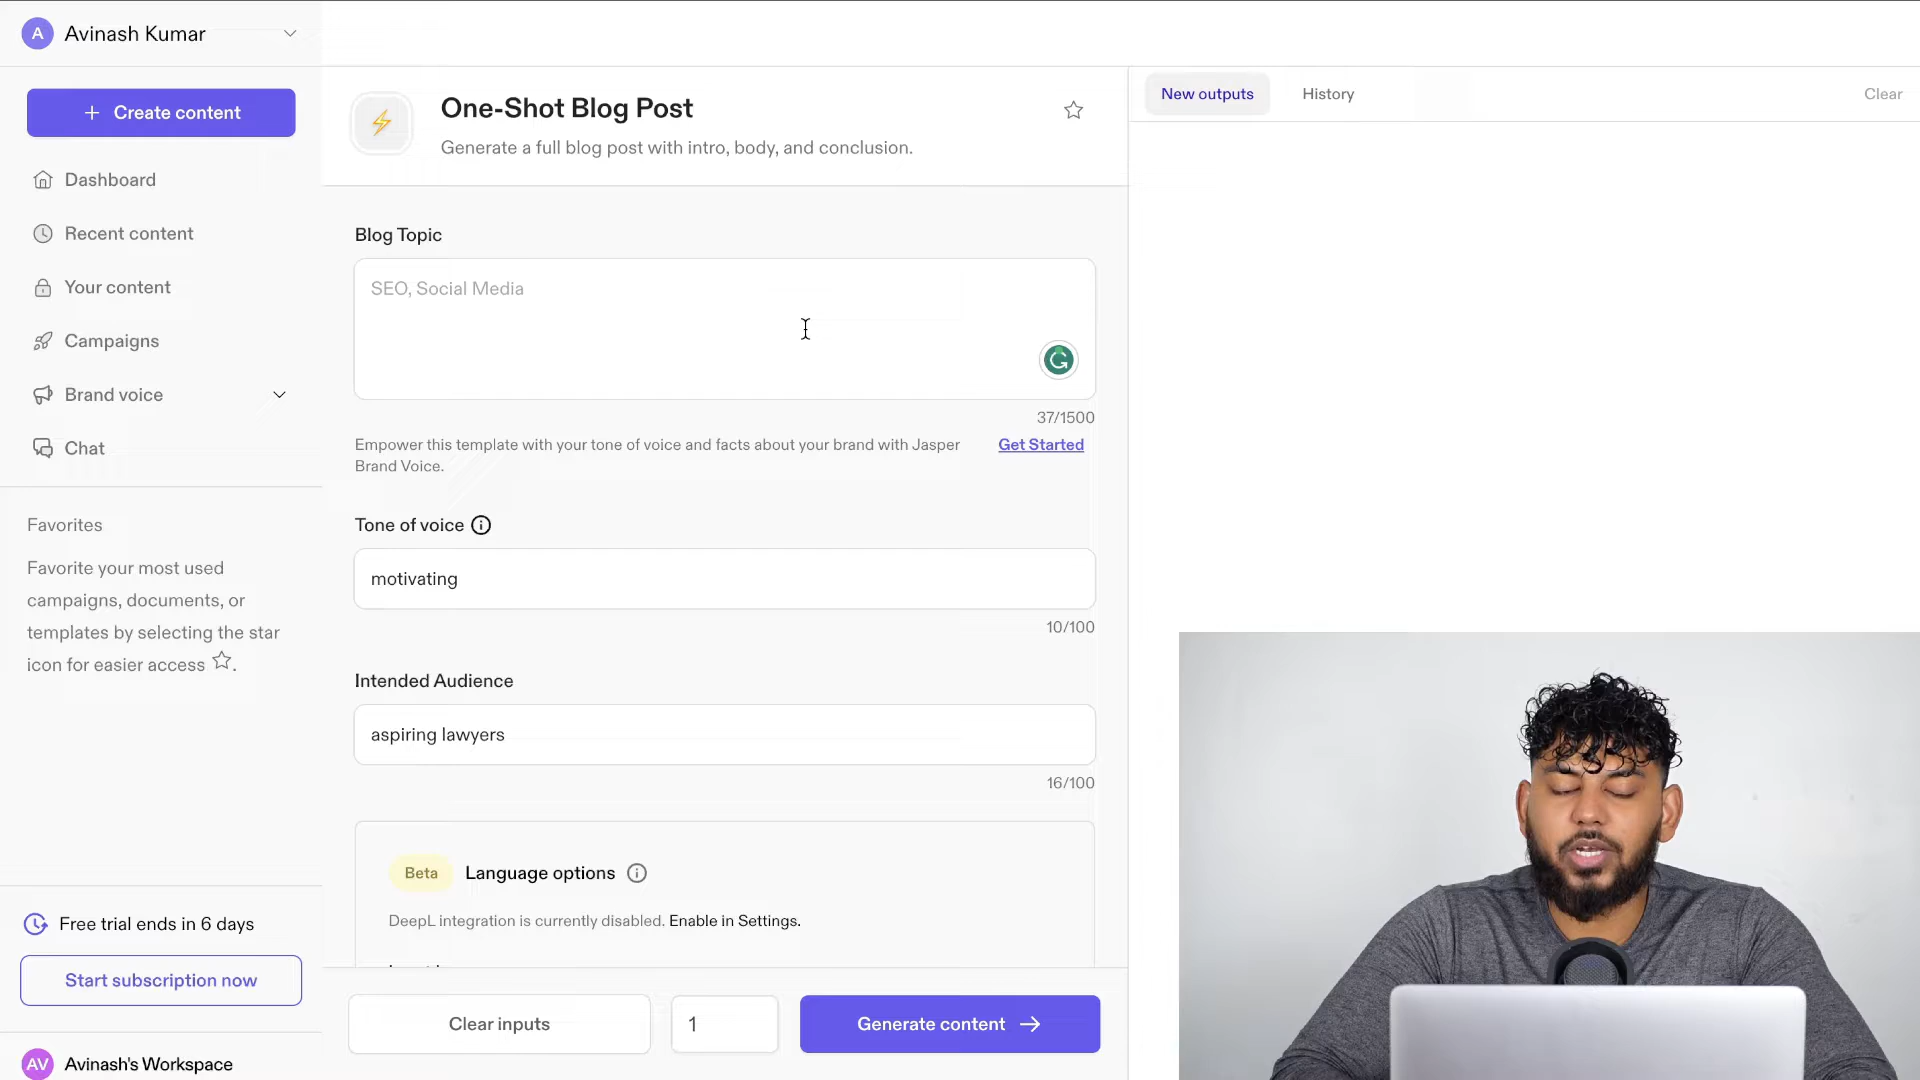 A Avinash Kumar
+ Create content
Dashboard
Recent content
Your content
Campaigns
Brand voice
Chat
Favorites
Favorite your most used
campaigns, documents, or
templates by selecting the star
icon for easier access .
Free trial ends in 6 days
Start subscription now
AV Avinash's Workspace
One-Shot Blog Post
Generate a full blog post with intro, body, and conclusion.
Blog Topic
SEO, Social Media
37/1500
Empower this template with your tone of voice and facts about your brand with Jasper
Brand Voice.
Get Started
Tone of voice
motivating
10/100
Intended Audience
aspiring lawyers
16/100
Beta Language options
DeepL integration is currently disabled. Enable in Settings.
Clear inputs
1
Generate content →
New outputs
History
Clear